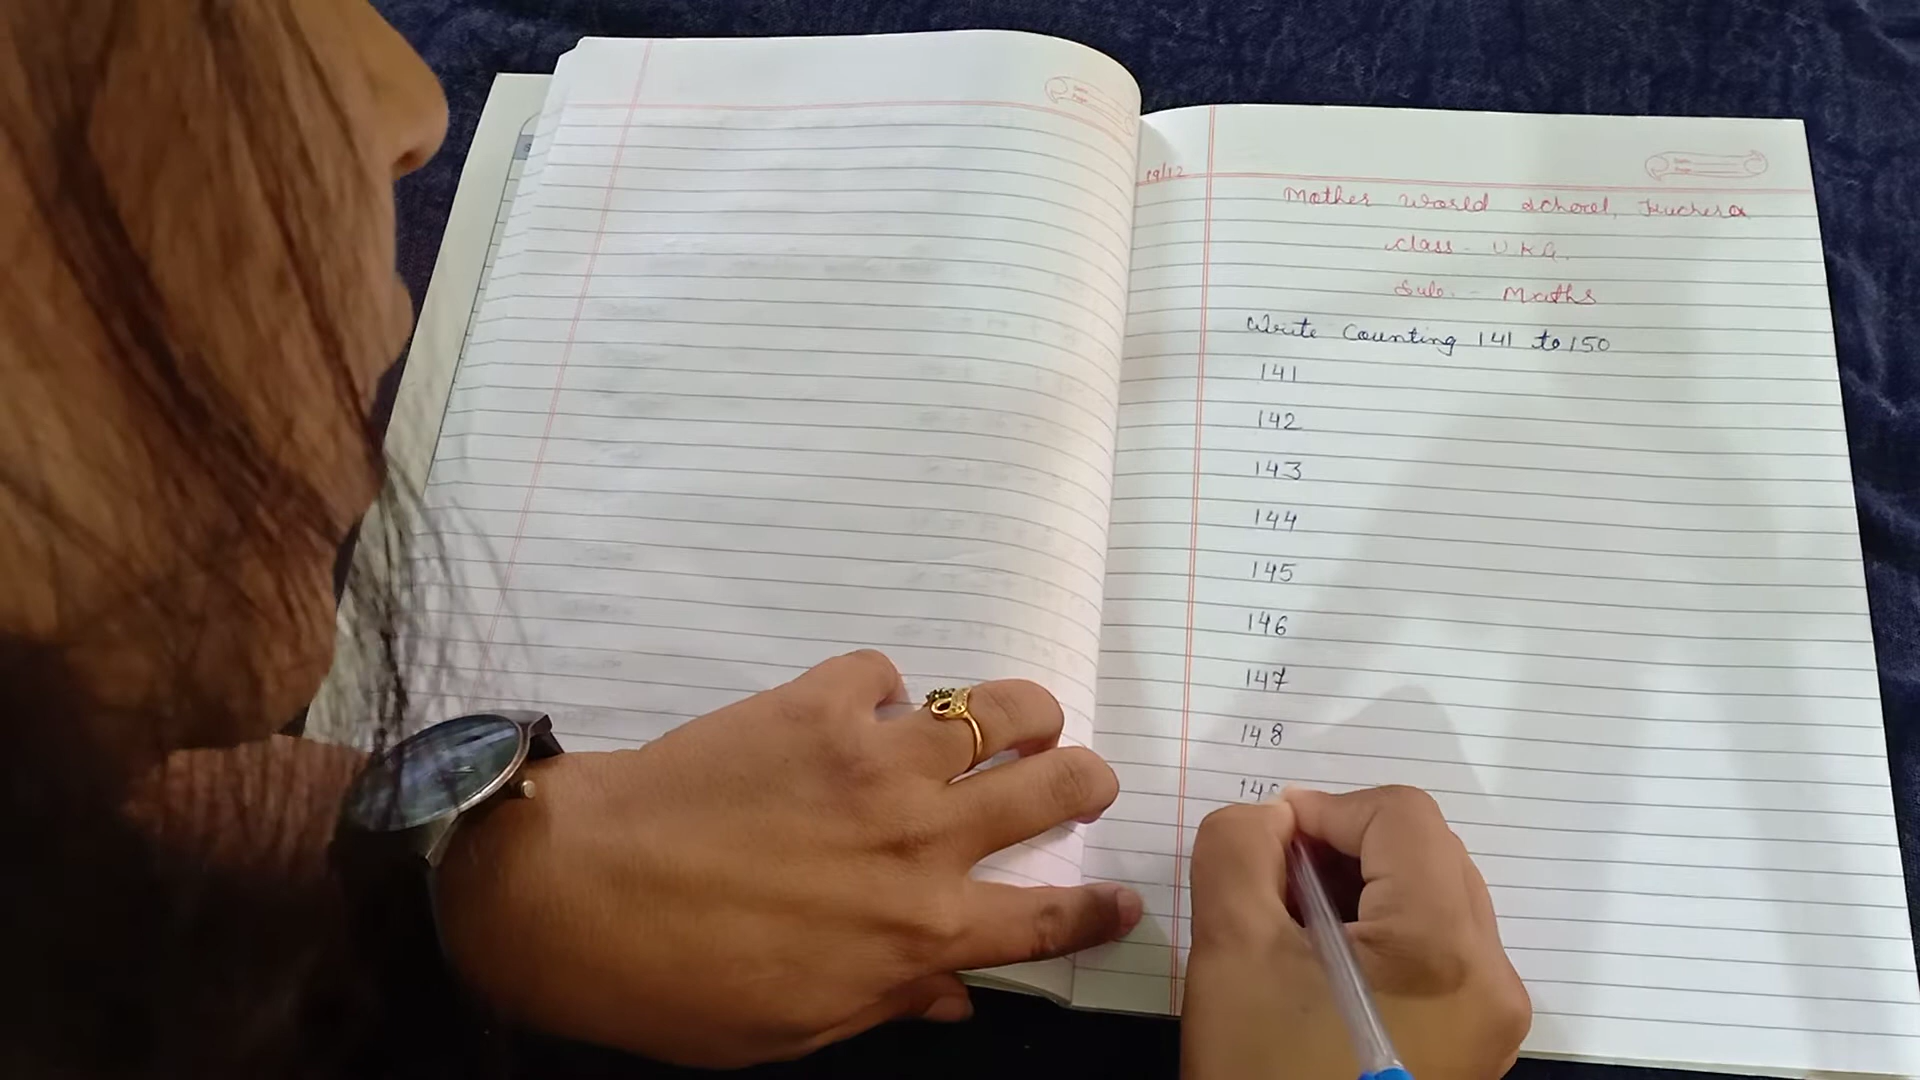 19/12
Mother World School, Kuchera
Class - U.K.G.
Sub. - Maths
Write Counting 141 to 150
141
142
143
144
145
146
147
148
149